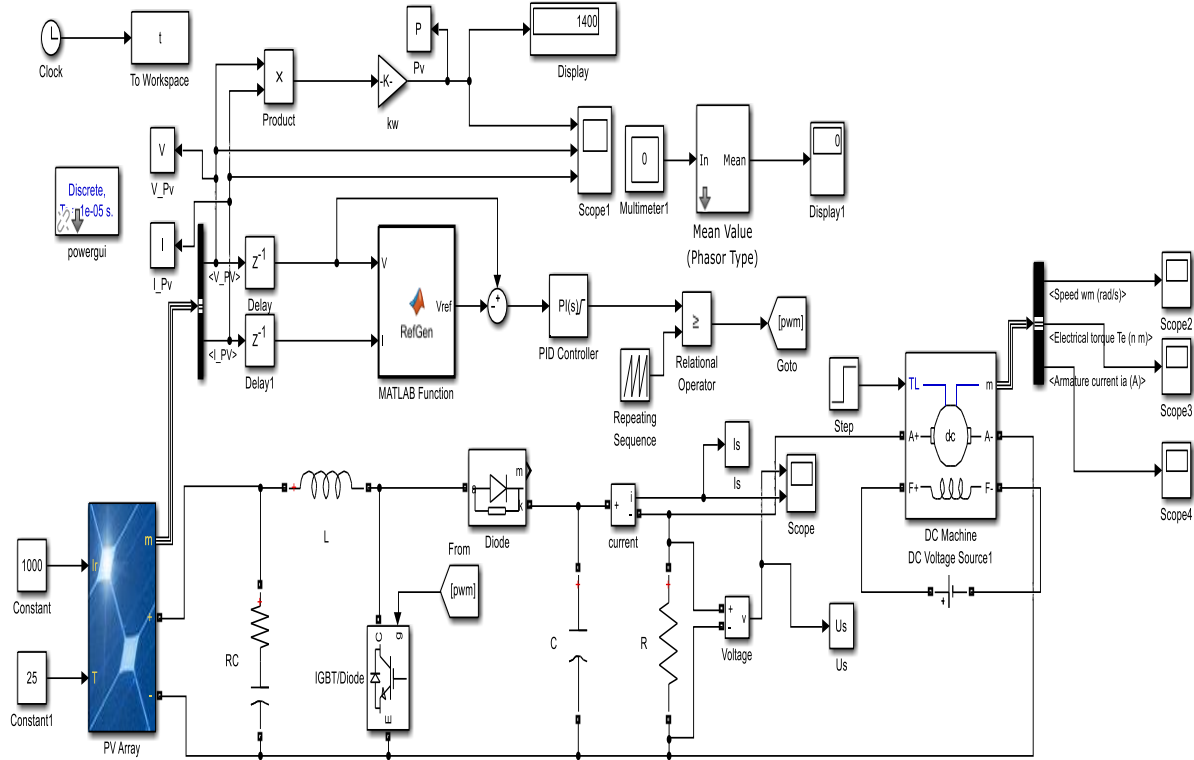 Clock
t
To Workspace
×
Product
-K-
kw
P
Pv
1400
Display
V
V_Pv
I
I_Pv
Discrete,
1e-05 s.
powergui
Scope1
0
Multimeter1
In
Mean
Mean Value
(Phasor Type)
0
Display1
<V_PV>
<I_PV>
Z-1
Delay
Z-1
Delay1
V
I
Vref
RefGen
MATLAB Function
-
+
PI(s)
PID Controller
Repeating
Sequence
≥
Relational
Operator
[pwm]
Goto
Step
TL
m
dc
A+
A-
F+
F-
DC Machine
DC Voltage Source1
+
<Speed wm (rad/s)>
<Electrical torque Te (n m)>
<Armature current ia (A)>
Scope2
Scope3
Scope4
1000
Constant
25
Constant1
Ir
T
m
+
-
PV Array
+
RC
+
L
a
m
k
Diode
From
[pwm]
C
g
E
IGBT/Diode
+
i
-
current
Is
Is
Scope
+
C
+
R
+
-
v
Voltage
Us
Us